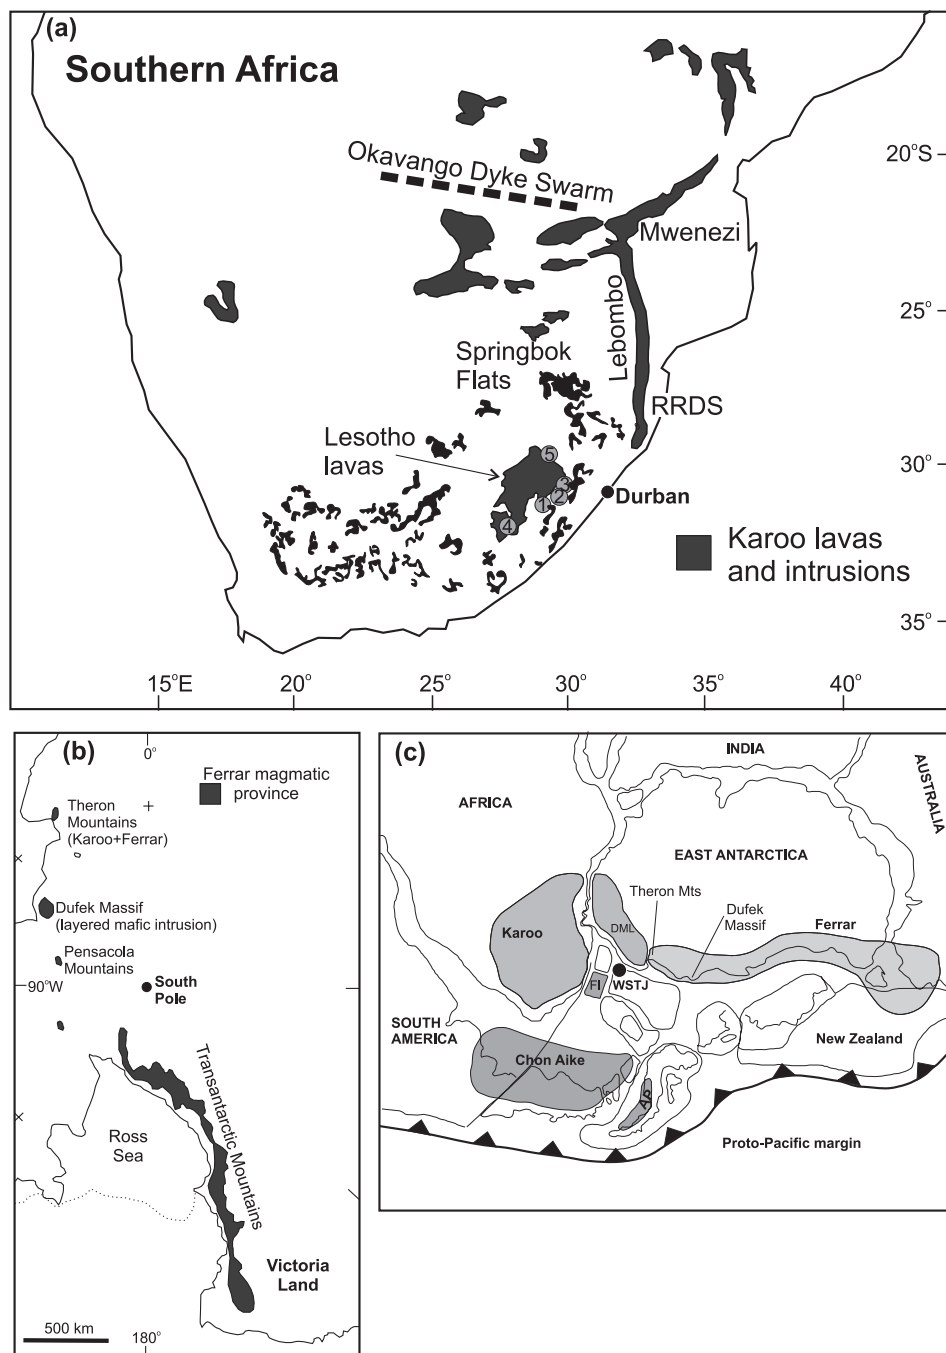 (a)
Southern Africa
Okavango Dyke Swarm
20°S
Mwenezi
Lebombo
25°
Springbok
Flats
RRDS
Lesotho
lavas
5
30°
3
2
1
Durban
4
Karoo lavas
and intrusions
35°
15°E
20°
25°
30°
35°
40°
(b)
0°
Ferrar magmatic
province
Theron
Mountains
(Karoo+Ferrar)
Dufek Massif
(layered mafic intrusion)
Pensacola
Mountains
90°W
South
Pole
Transantarctic Mountains
Ross
Sea
Victoria
Land
500 km
180°
(c)
INDIA
AUSTRALIA
AFRICA
EAST ANTARCTICA
Theron Mts
Dufek
Massif
Karoo
DML
Ferrar
FI
WSTJ
SOUTH
AMERICA
New Zealand
Chon Aike
AP
Proto-Pacific margin